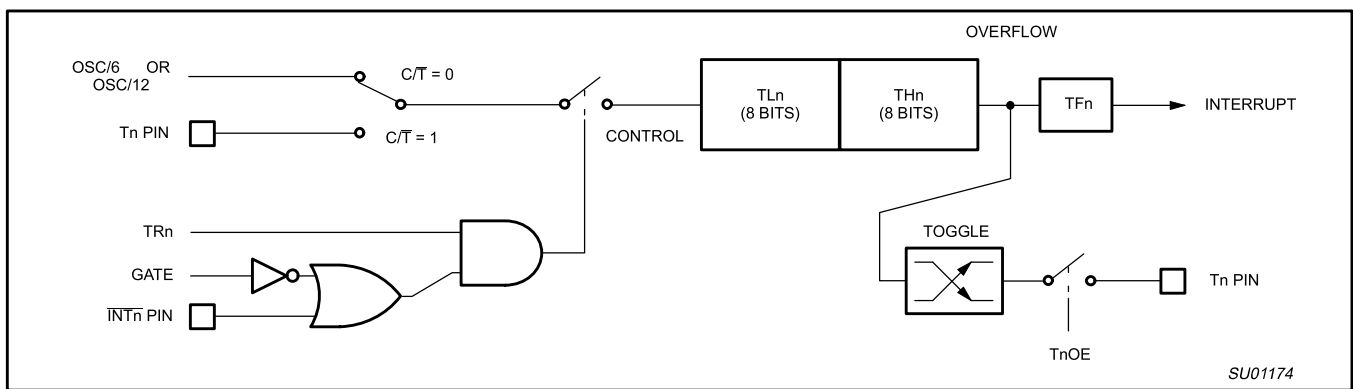 OVERFLOW
OSC/6 OR
OSC/12
C/T̅ = 0
TLn
(8 BITS)
THn
(8 BITS)
TFn
INTERRUPT
Tn PIN
C/T̅ = 1
CONTROL
TRn
TOGGLE
GATE
Tn PIN
I̅N̅T̅n̅ PIN
TnOE
SU01174